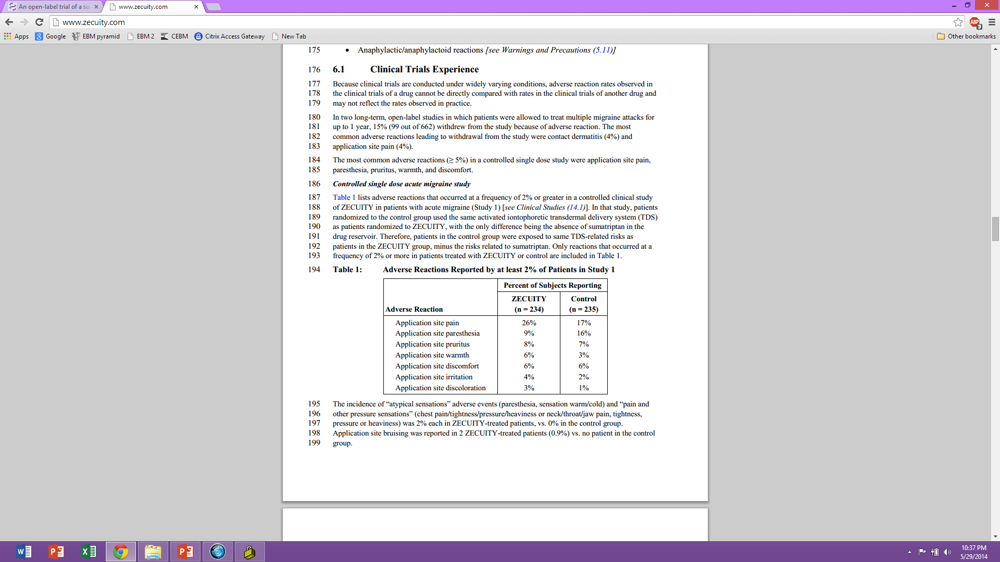 An open-label trial of a su
www.zecuity.com
www.zecuity.com
ABP
3
Apps
Google
EBM pyramid
EBM 2
CEBM
Citrix Access Gateway
New Tab
Other bookmarks
175 • Anaphylactic/anaphylactoid reactions [see Warnings and Precautions (5.11)]
176 6.1 Clinical Trials Experience
177 Because clinical trials are conducted under widely varying conditions, adverse reaction rates observed in
178 the clinical trials of a drug cannot be directly compared with rates in the clinical trials of another drug and
179 may not reflect the rates observed in practice.
180 In two long-term, open-label studies in which patients were allowed to treat multiple migraine attacks for
181 up to 1 year, 15% (99 out of 662) withdrew from the study because of adverse reaction. The most
182 common adverse reactions leading to withdrawal from the study were contact dermatitis (4%) and
183 application site pain (4%).
184 The most common adverse reactions (≥ 5%) in a controlled single dose study were application site pain,
185 paresthesia, pruritus, warmth, and discomfort.
186 Controlled single dose acute migraine study
187 Table 1 lists adverse reactions that occurred at a frequency of 2% or greater in a controlled clinical study
188 of ZECUITY in patients with acute migraine (Study 1) [see Clinical Studies (14.1)]. In that study, patients
189 randomized to the control group used the same activated iontophoretic transdermal delivery system (TDS)
190 as patients randomized to ZECUITY, with the only difference being the absence of sumatriptan in the
191 drug reservoir. Therefore, patients in the control group were exposed to same TDS-related risks as
192 patients in the ZECUITY group, minus the risks related to sumatriptan. Only reactions that occurred at a
193 frequency of 2% or more in patients treated with ZECUITY or control are included in Table 1.
194 Table 1: Adverse Reactions Reported by at least 2% of Patients in Study 1
Percent of Subjects Reporting
ZECUITY Control
Adverse Reaction (n = 234) (n = 235)
Application site pain 26% 17%
Application site paresthesia 9% 16%
Application site pruritus 8% 7%
Application site warmth 6% 3%
Application site discomfort 6% 6%
Application site irritation 4% 2%
Application site discoloration 3% 1%
195 The incidence of “atypical sensations” adverse events (paresthesia, sensation warm/cold) and “pain and
196 other pressure sensations” (chest pain/tightness/pressure/heaviness or neck/throat/jaw pain, tightness,
197 pressure or heaviness) was 2% each in ZECUITY-treated patients, vs. 0% in the control group.
198 Application site bruising was reported in 2 ZECUITY-treated patients (0.9%) vs. no patient in the control
199 group.
10:37 PM
5/29/2014